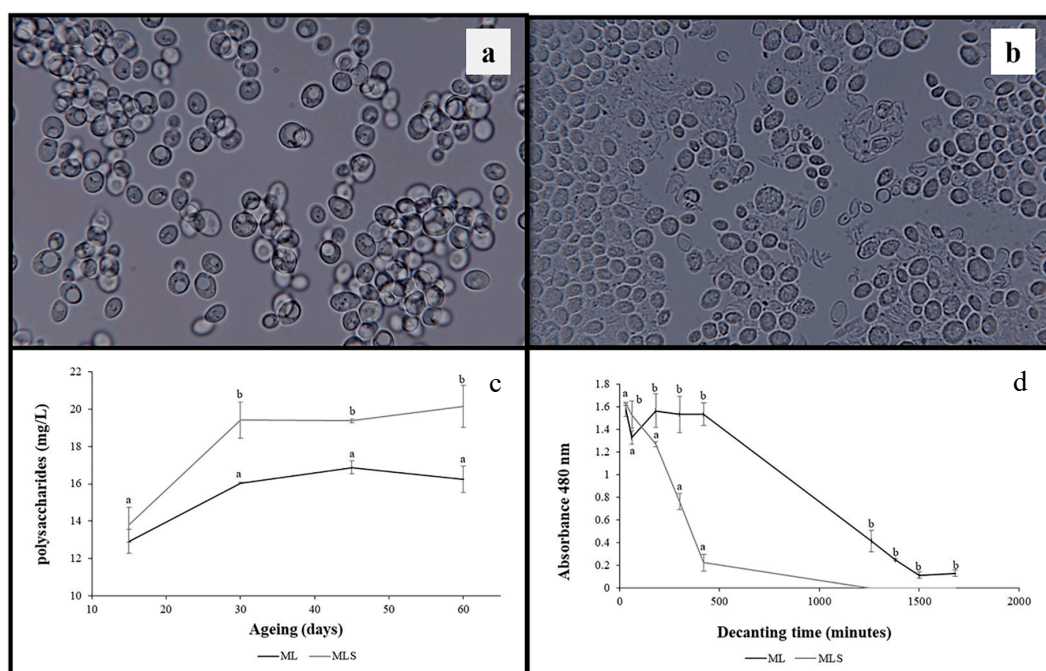 a
b
c
polysaccharides (mg/L)
22
20
18
16
14
12
10
20
30
40
50
60
a
b
b
b
a
a
a
Ageing (days)
ML
MLS
d
Absorbance 480 nm
1.8
1.6
1.4
1.2
1
0.8
0.6
0.4
0.2
0
0
500
1000
1500
2000
a
b
b
b
b
a
a
a
a
b
b
b
b
Decanting time (minutes)
ML
MLS